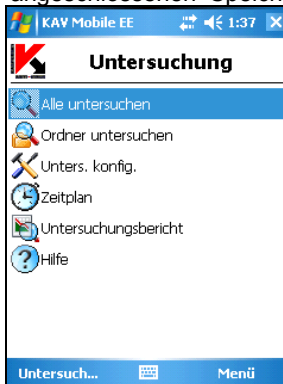 angeschlossenen Speich
KAV Mobile EE 1:37
Untersuchung
Alle untersuchen
Ordner untersuchen
Unters. konfig.
Zeitplan
Untersuchungsbericht
Hilfe
Untersuch... Menü